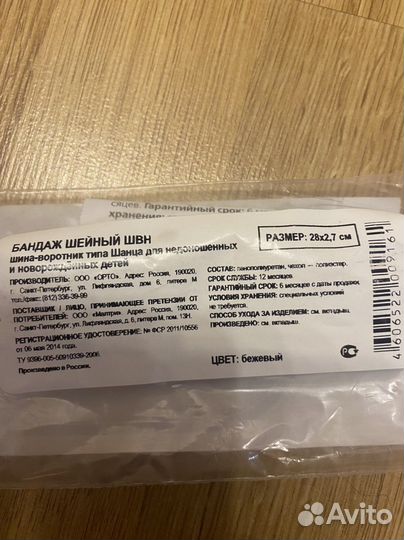 сяцев. Гарантийный срок: 6
хранения:
БАНДАЖ ШЕЙНЫЙ ШВН
шина-воротник типа Шанца для недоношенных
и новорожденных детей
ПРОИЗВОДИТЕЛЬ: ООО «ОРТО». Адрес: Россия, 190020,
г. Санкт-Петербург, ул. Лифляндская, дом 6, литера М
тел./факс: (812) 336-39-99
ПОСТАВЩИК / ЛИЦО, ПРИНИМАЮЩЕЕ ПРЕТЕНЗИИ ОТ
ПОТРЕБИТЕЛЕЙ: ООО «Малтри». Адрес: Россия, 190020,
г. Санкт-Петербург, ул. Лифляндская, д. 6, литера М, пом. 13Н.
РЕГИСТРАЦИОННОЕ УДОСТОВЕРЕНИЕ: № ФСР 2011/10556
от 06 мая 2014 года.
ТУ 9396-005-50910339-2006.
Произведено в России.
РАЗМЕР: 28х2,7 см
СОСТАВ: пенополиуретан, чехол — полиэстер.
СРОК СЛУЖБЫ: 12 месяцев.
ГАРАНТИЙНЫЙ СРОК: 6 месяцев с даты продажи.
УСЛОВИЯ ХРАНЕНИЯ: специальных условий
не требуется.
СПОСОБ УХОДА ЗА ИЗДЕЛИЕМ: см. вкладыш.
ПРОИЗВЕДЕНО: см. вкладыш.
ЦВЕТ: бежевый
4606522009161
Avito